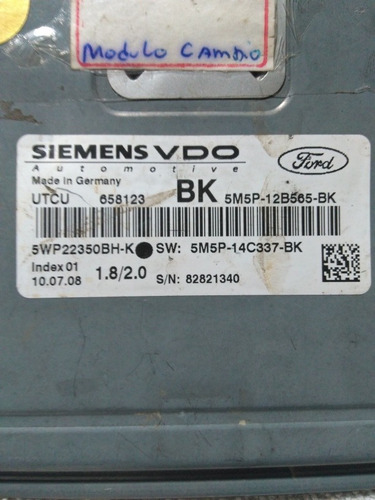 MODULO CAMBIO
SIEMENS VDO
Automotive
Ford
Made in Germany
UTCU 658123 BK 5M5P-12B565-BK
5WP22350BH-K SW: 5M5P-14C337-BK
Index 01
10.07.08 1.8/2.0 S/N: 82821340